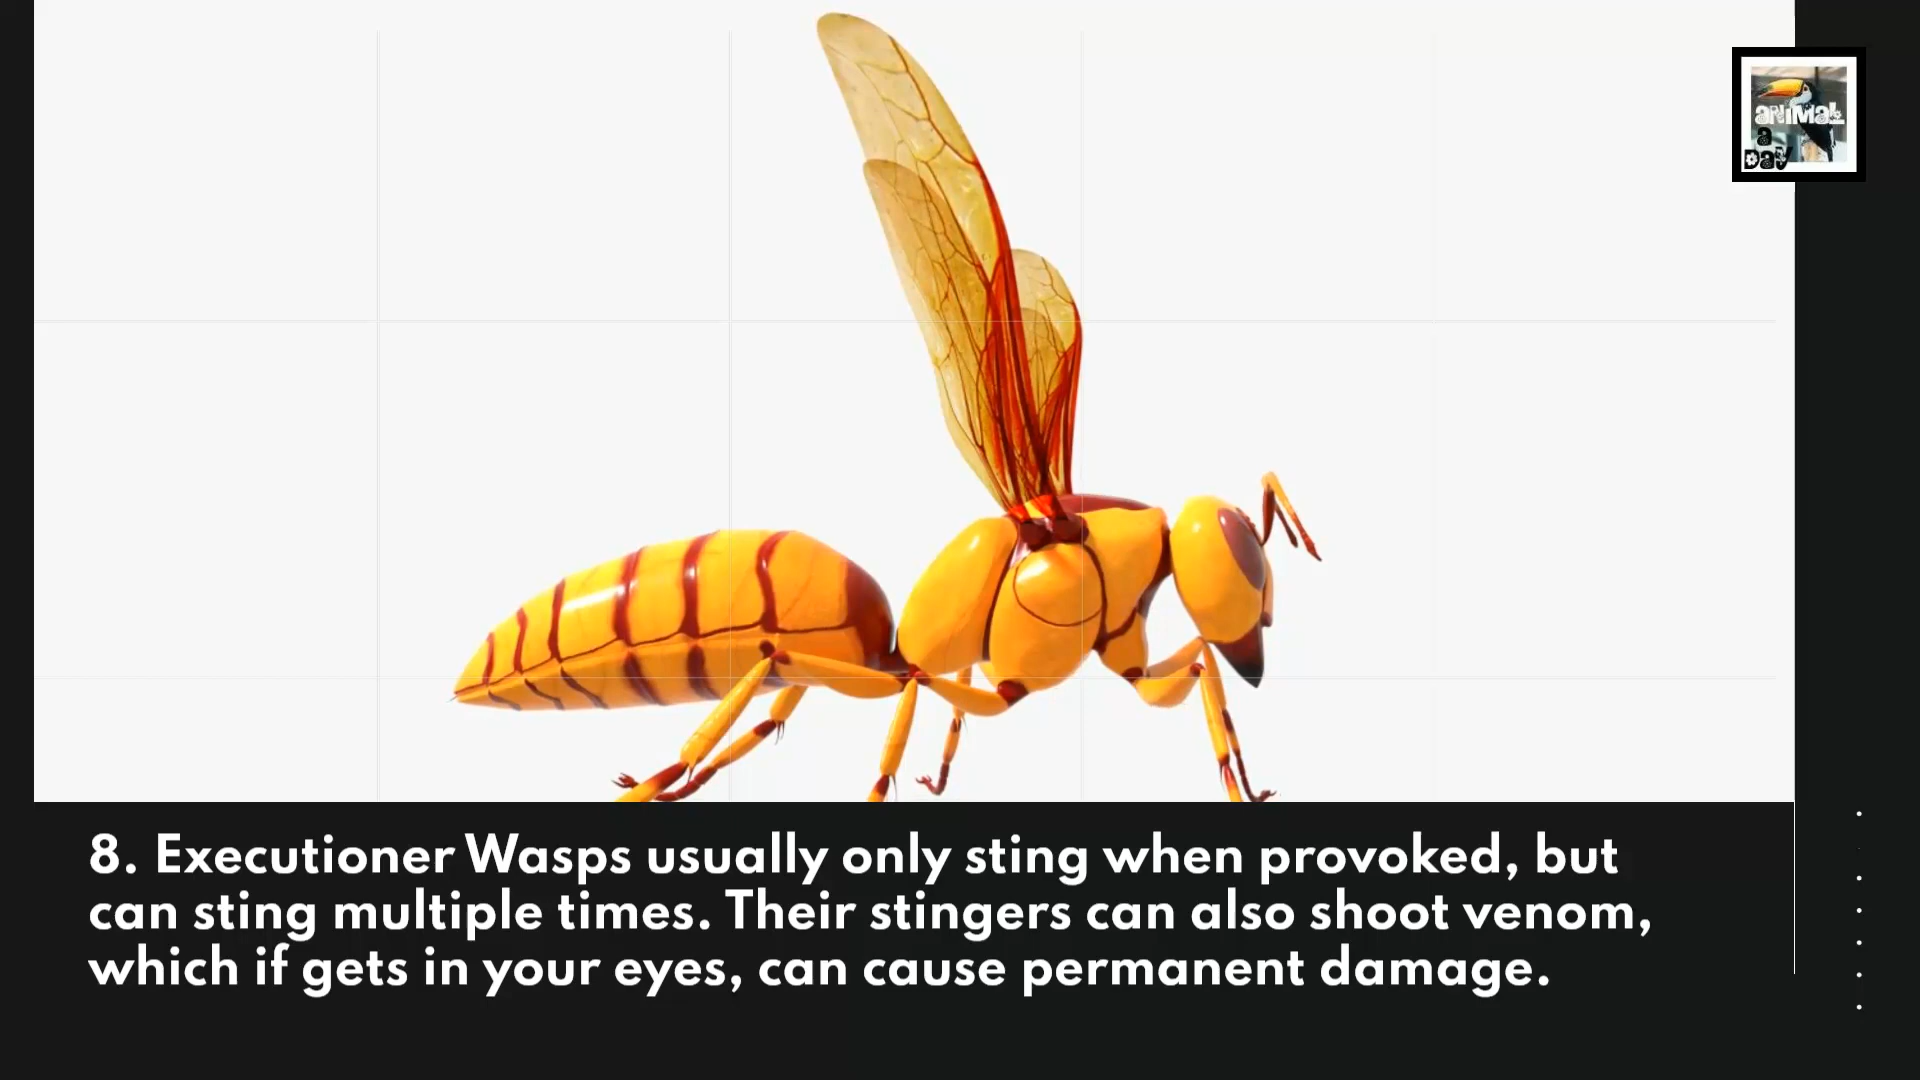 aNiMaL
a
Day
8. Executioner Wasps usually only sting when provoked, but
can sting multiple times. Their stingers can also shoot venom,
which if gets in your eyes, can cause permanent damage.